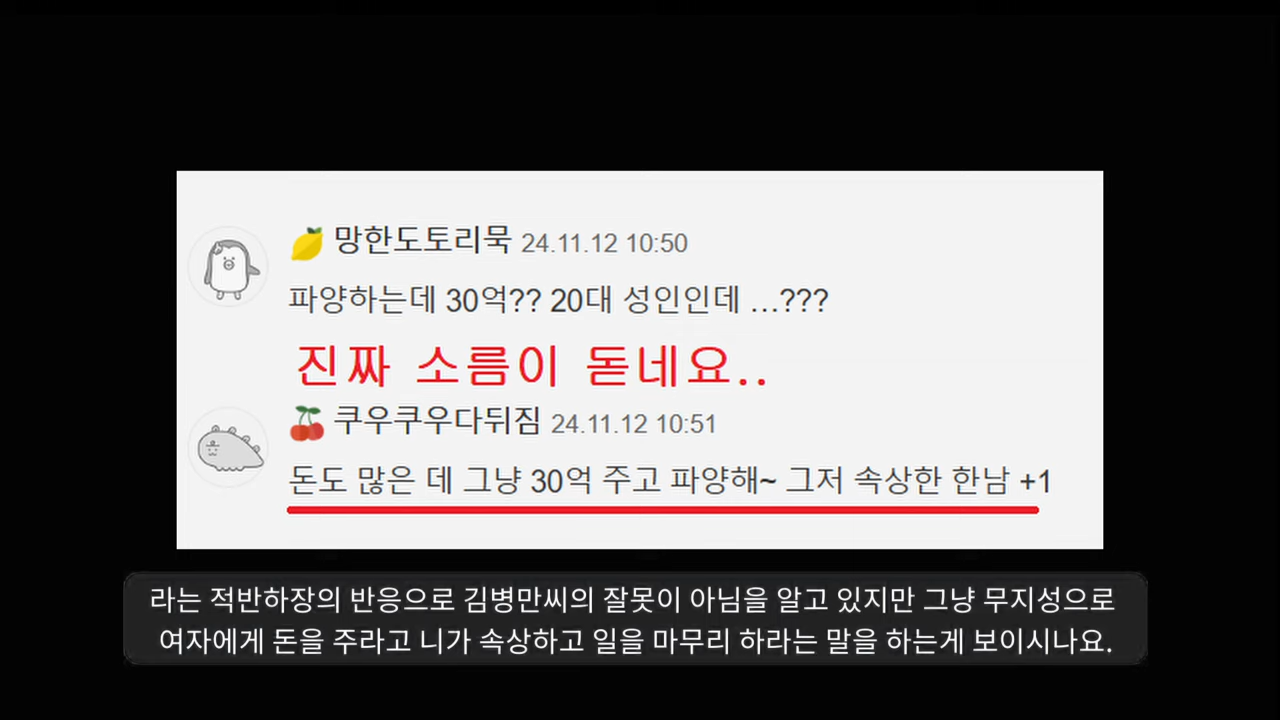 망한도토리묵 24.11.12 10:50
파양하는데 30억?? 20대 성인인데 ...???
진짜 소름이 돋네요..
쿠우쿠우다뒤짐 24.11.12 10:51
돈도 많은 데 그냥 30억 주고 파양해~ 그저 속상한 한남 +1
라는 적반하장의 반응으로 김병만씨의 잘못이 아님을 알고 있지만 그냥 무지성으로
여자에게 돈을 주라고 니가 속상하고 일을 마무리 하라는 말을 하는게 보이시나요.